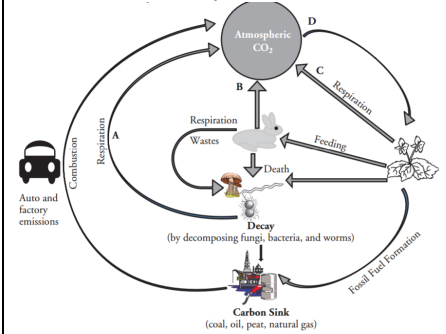 D
Atmospheric
CO2
C
B
Respiration
Respiration
A
Respiration
Wastes
Feeding
Combustion
Death
Auto and
factory
emissions
Decay
(by decomposing fungi, bacteria, and worms)
Fossil Fuel Formation
Carbon Sink
(coal, oil, peat, natural gas)